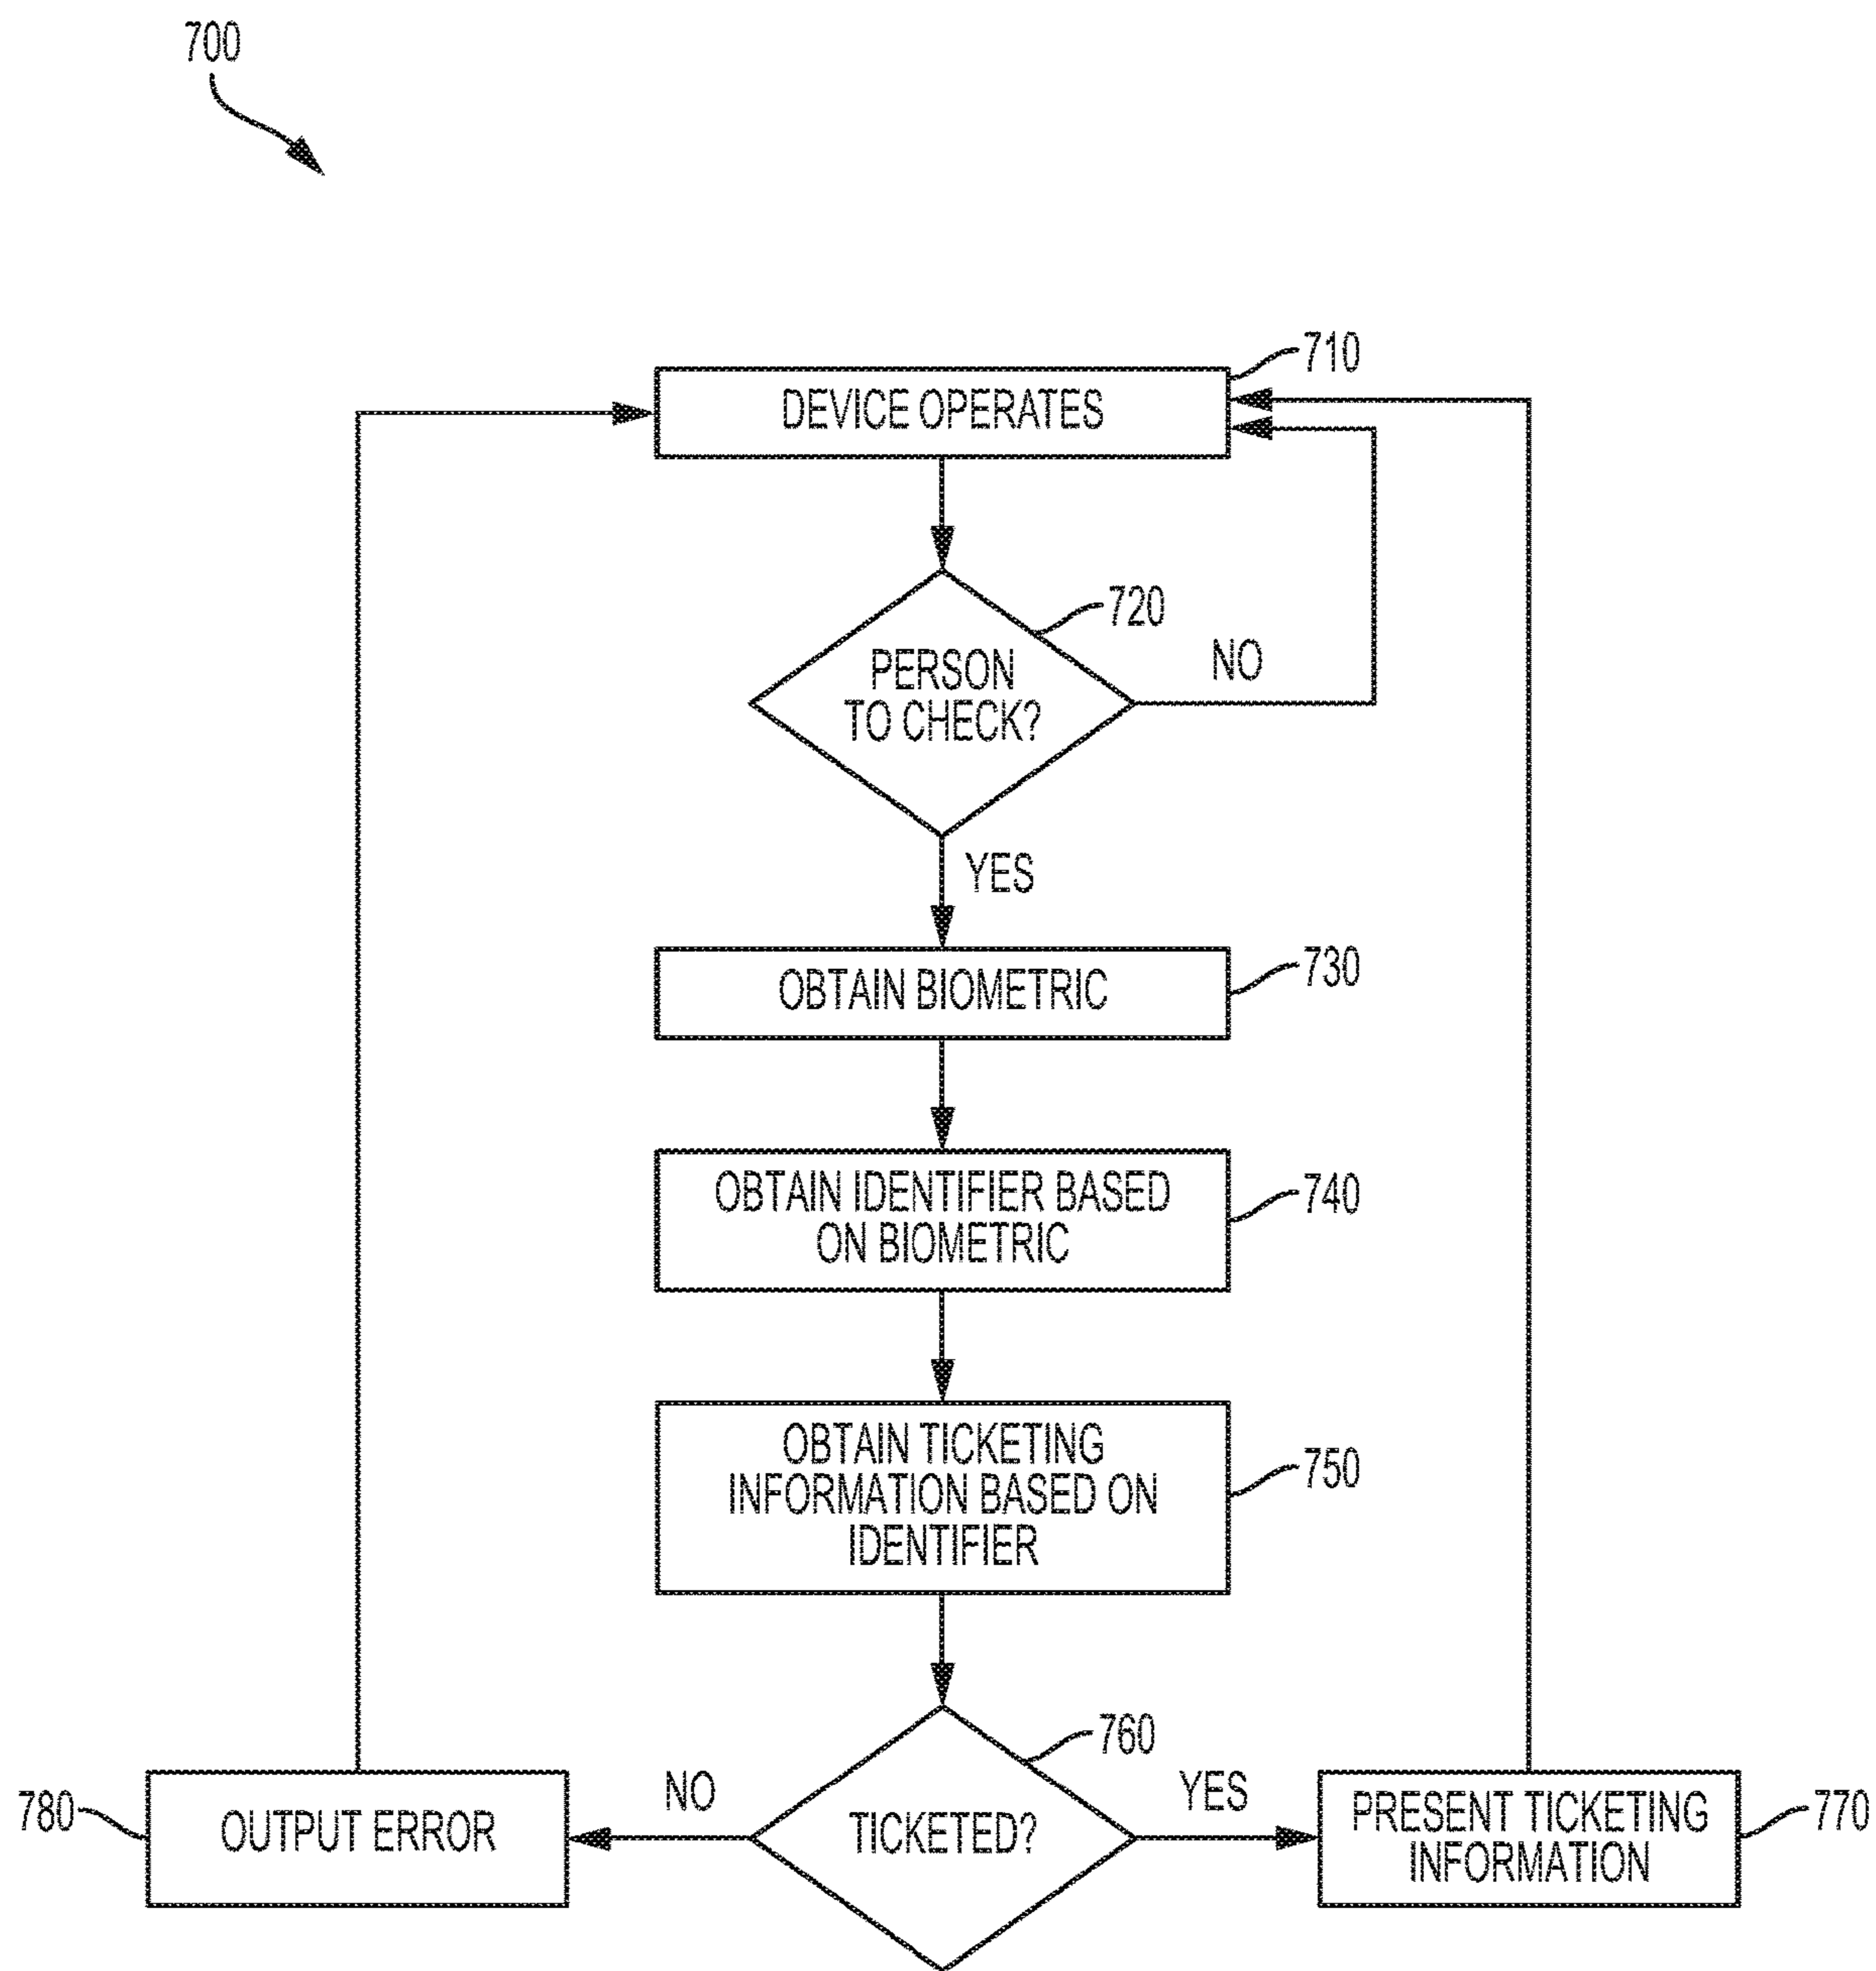 700
710
DEVICE OPERATES
720
PERSON
TO CHECK?
NO
YES
730
OBTAIN BIOMETRIC
740
OBTAIN IDENTIFIER BASED
ON BIOMETRIC
750
OBTAIN TICKETING
INFORMATION BASED ON
IDENTIFIER
760
TICKETED?
NO
YES
780
OUTPUT ERROR
PRESENT TICKETING
INFORMATION
770